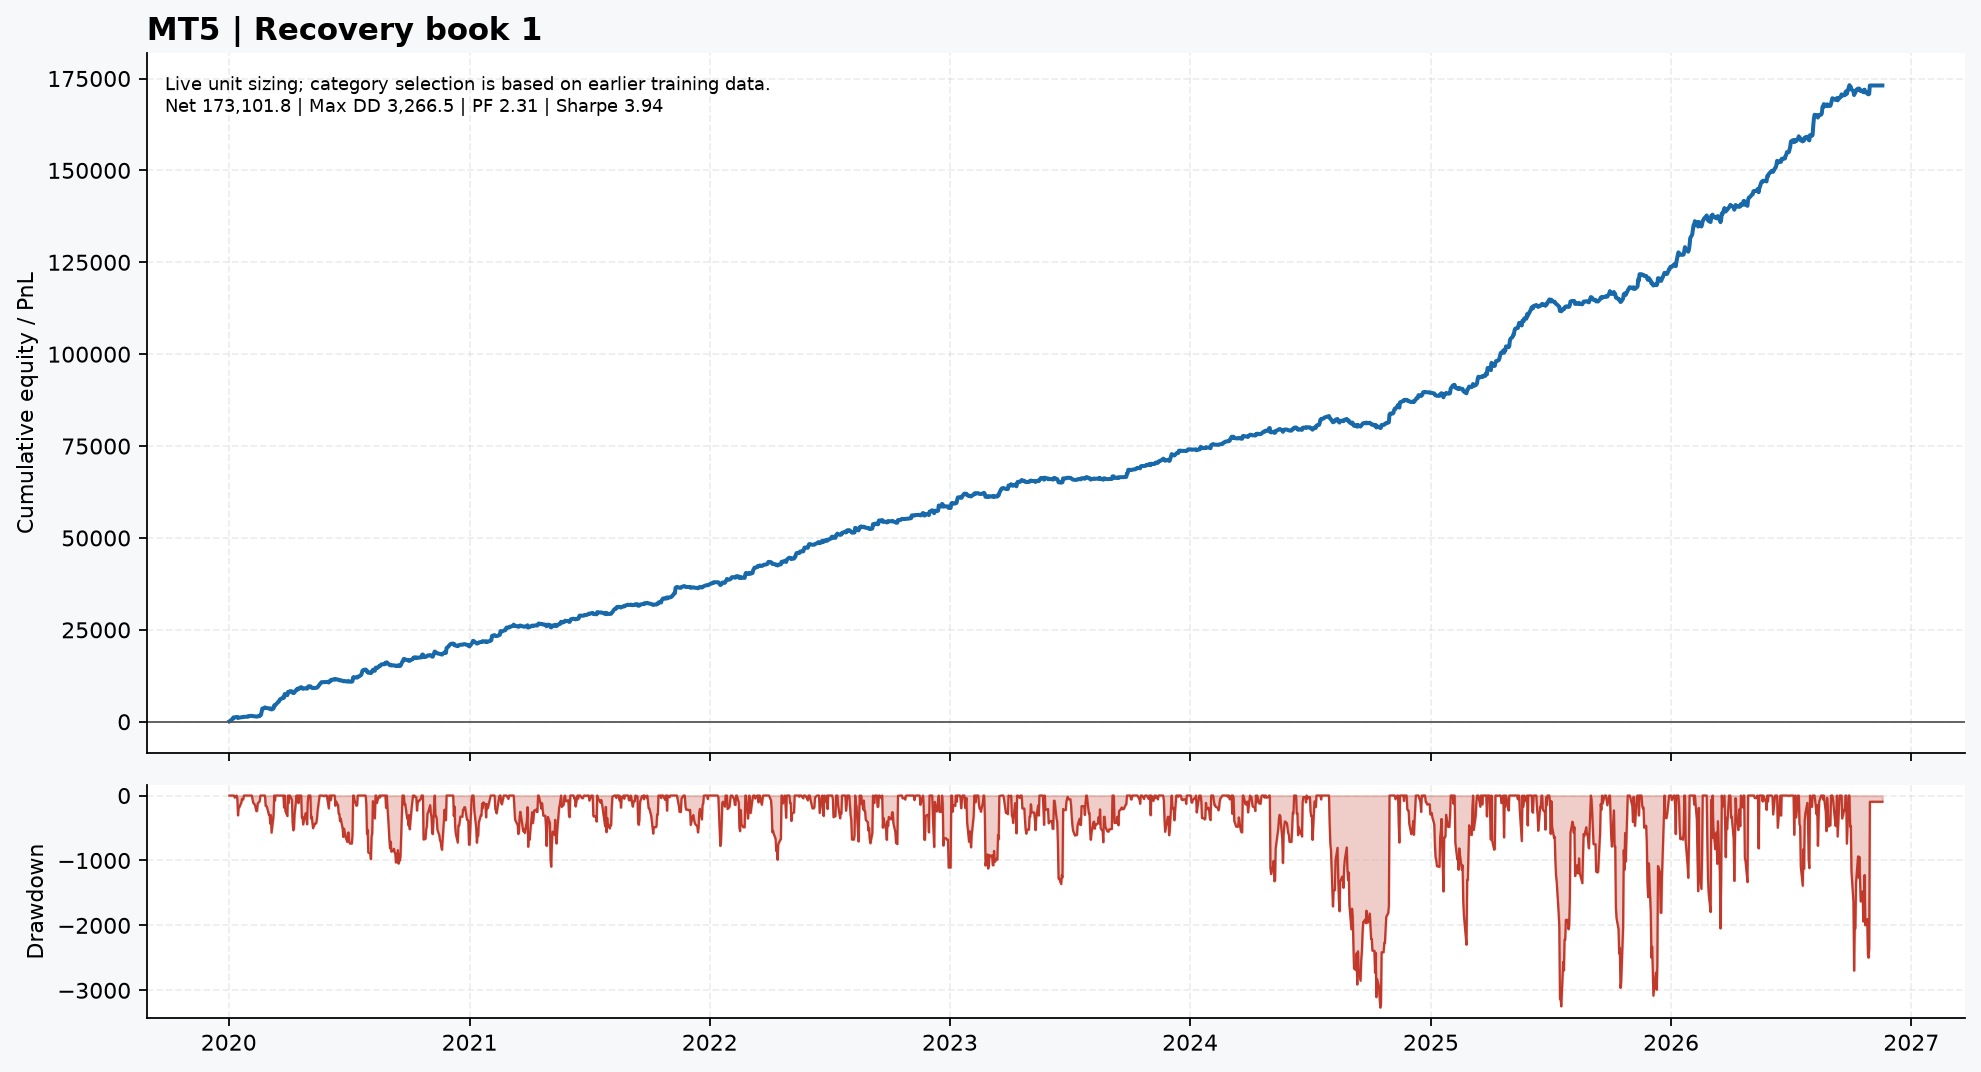 MT5 | Recovery book 1
Live unit sizing; category selection is based on earlier training data.
Net 173,101.8 | Max DD 3,266.5 | PF 2.31 | Sharpe 3.94
Cumulative equity / PnL
175000
150000
125000
100000
75000
50000
25000
0
Drawdown
0
−1000
−2000
−3000
2020 2021 2022 2023 2024 2025 2026 2027